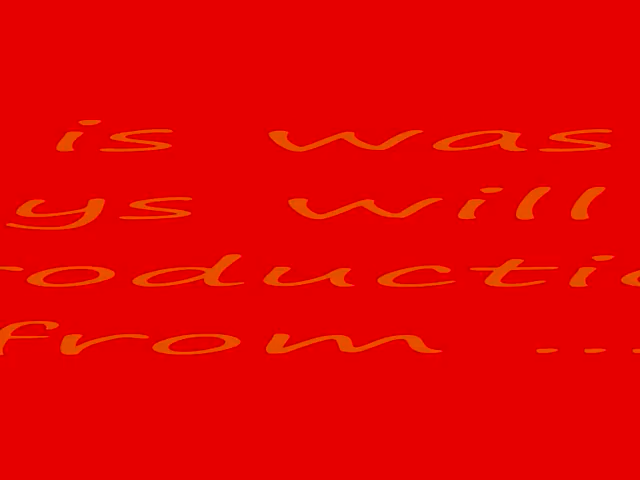 is was
ys will
roductio
from ...